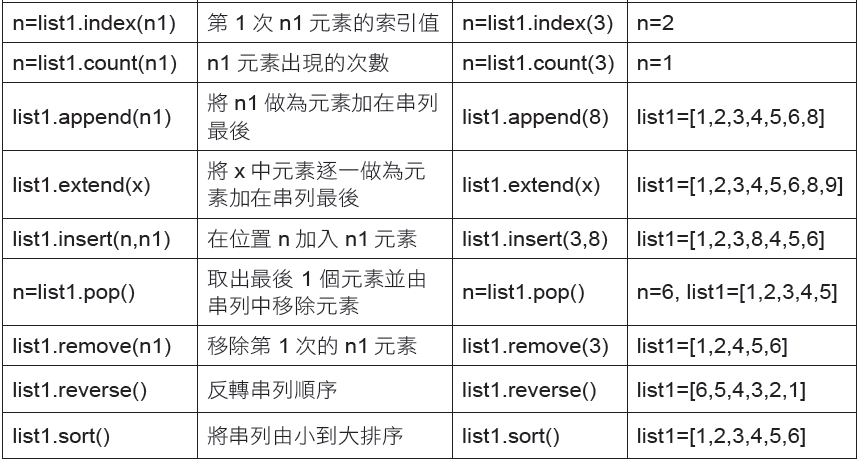 n=list1.index(n1) 第 1 次 n1 元素的索引值 n=list1.index(3) n=2
n=list1.count(n1) n1 元素出現的次數 n=list1.count(3) n=1
list1.append(n1) 將 n1 做為元素加在串列 list1.append(8) list1=[1,2,3,4,5,6,8]
最後
list1.extend(x) 將 x 中元素逐一做為元 list1.extend(x) list1=[1,2,3,4,5,6,8,9]
素加在串列最後
list1.insert(n,n1) 在位置 n 加入 n1 元素 list1.insert(3,8) list1=[1,2,3,8,4,5,6]
n=list1.pop() 取出最後 1 個元素並由 n=list1.pop() n=6, list1=[1,2,3,4,5]
串列中移除元素
list1.remove(n1) 移除第 1 次的 n1 元素 list1.remove(3) list1=[1,2,4,5,6]
list1.reverse() 反轉串列順序 list1.reverse() list1=[6,5,4,3,2,1]
list1.sort() 將串列由小到大排序 list1.sort() list1=[1,2,3,4,5,6]